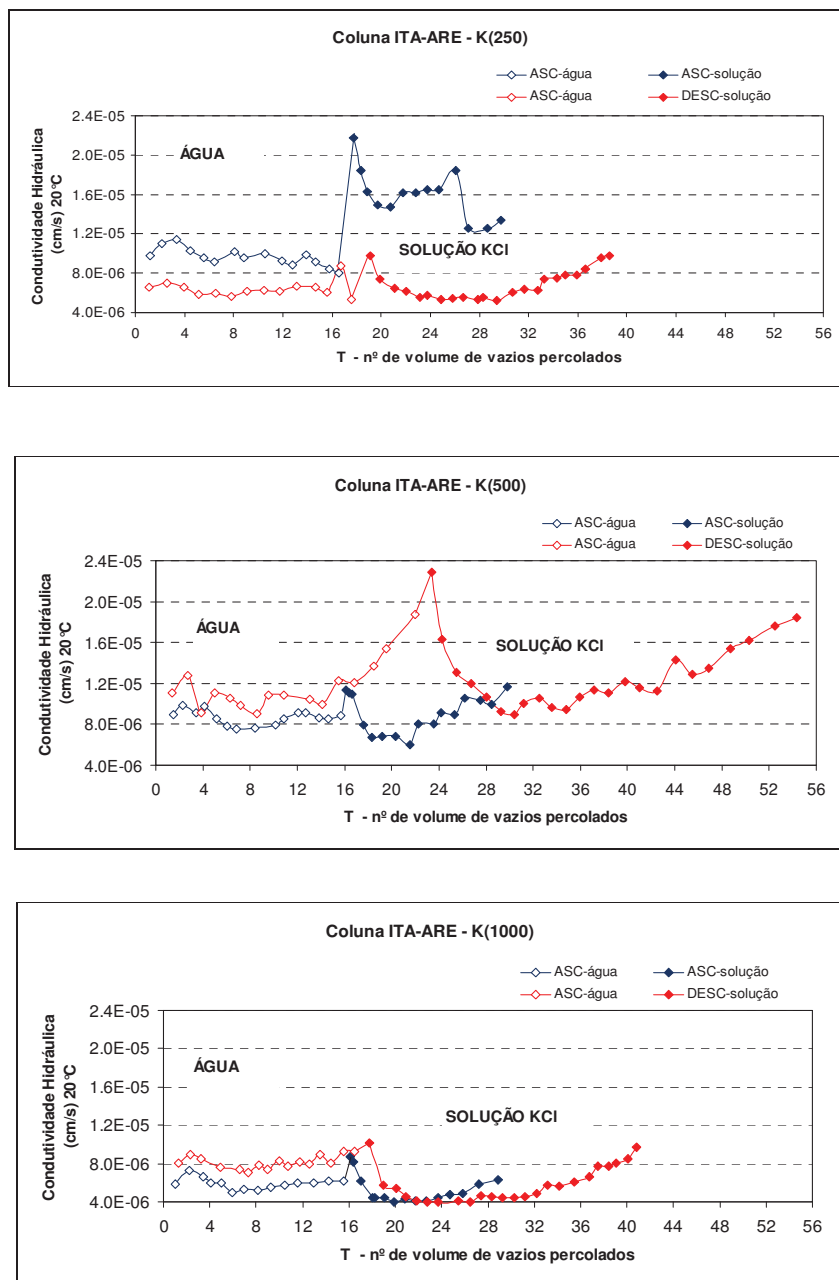 Coluna ITA-ARE - K(250)
ASC-água ASC-solução
ASC-água DESC-solução
2.4E-05
2.0E-05
1.6E-05
1.2E-05
8.0E-06
4.0E-06
Condutividade Hidráulica
(cm/s) 20°C
ÁGUA
SOLUÇÃO KCl
0 4 8 12 16 20 24 28 32 36 40 44 48 52 56
T - nº de volume de vazios percolados
Coluna ITA-ARE - K(500)
ASC-água ASC-solução
ASC-água DESC-solução
2.4E-05
2.0E-05
1.6E-05
1.2E-05
8.0E-06
4.0E-06
Condutividade Hidráulica
(cm/s) 20°C
ÁGUA
SOLUÇÃO KCl
0 4 8 12 16 20 24 28 32 36 40 44 48 52 56
T - nº de volume de vazios percolados
Coluna ITA-ARE - K(1000)
ASC-água ASC-solução
ASC-água DESC-solução
2.4E-05
2.0E-05
1.6E-05
1.2E-05
8.0E-06
4.0E-06
Condutividade Hidráulica
(cm/s) 20°C
ÁGUA
SOLUÇÃO KCl
0 4 8 12 16 20 24 28 32 36 40 44 48 52 56
T - nº de volume de vazios percolados